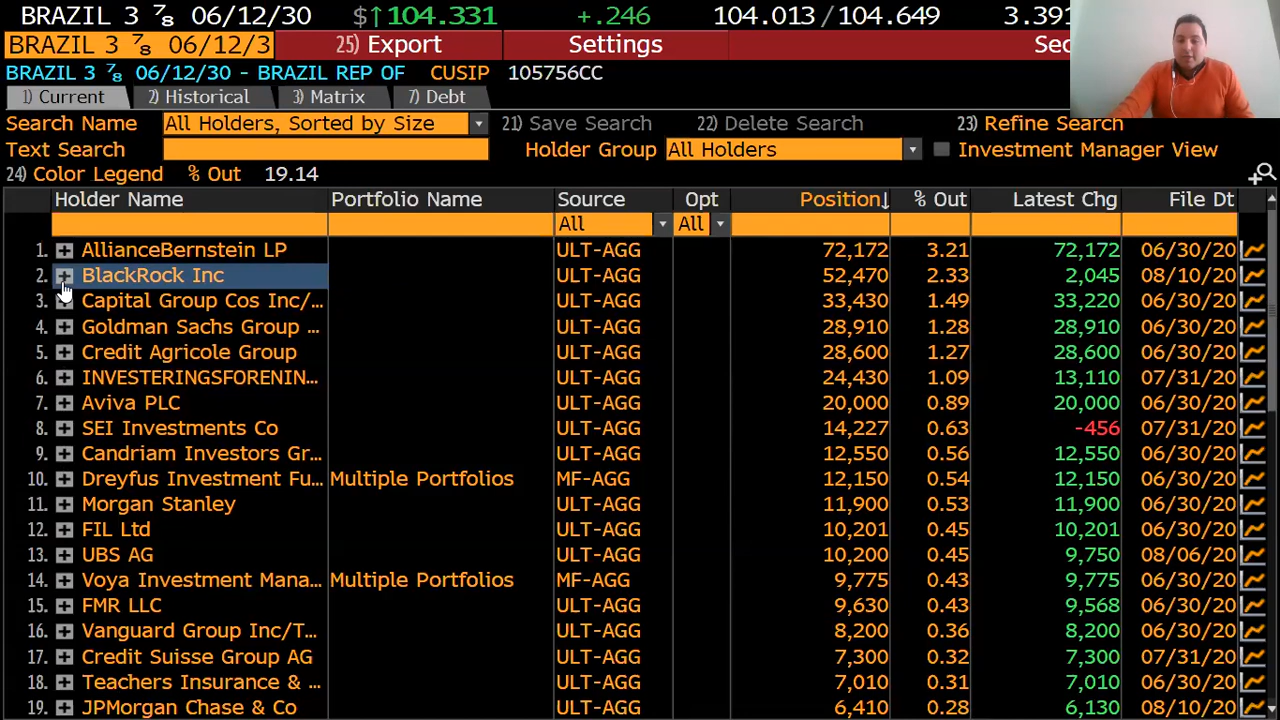 BRAZIL 3 ⅞ 06/12/30 $↑104.331 +.246 104.013/104.649 3.391
BRAZIL 3 ⅞ 06/12/3 25) Export Settings Sec
BRAZIL 3 ⅞ 06/12/30 - BRAZIL REP OF CUSIP 105756CC
1) Current 2) Historical 3) Matrix 7) Debt
Search Name All Holders, Sorted by Size 21) Save Search 22) Delete Search 23) Refine Search
Text Search Holder Group All Holders Investment Manager View
24) Color Legend % Out 19.14
Holder Name Portfolio Name Source Opt Position↓ % Out Latest Chg File Dt
All All
1. AllianceBernstein LP ULT-AGG 72,172 3.21 72,172 06/30/20
2. BlackRock Inc ULT-AGG 52,470 2.33 2,045 08/10/20
3. Capital Group Cos Inc/... ULT-AGG 33,430 1.49 33,220 06/30/20
4. Goldman Sachs Group ... ULT-AGG 28,910 1.28 28,910 06/30/20
5. Credit Agricole Group ULT-AGG 28,600 1.27 28,600 06/30/20
6. INVESTERINGSFORENIN... ULT-AGG 24,430 1.09 13,110 07/31/20
7. Aviva PLC ULT-AGG 20,000 0.89 20,000 06/30/20
8. SEI Investments Co ULT-AGG 14,227 0.63 -456 07/31/20
9. Candriam Investors Gr... ULT-AGG 12,550 0.56 12,550 06/30/20
10. Dreyfus Investment Fu... Multiple Portfolios MF-AGG 12,150 0.54 12,150 06/30/20
11. Morgan Stanley ULT-AGG 11,900 0.53 11,900 06/30/20
12. FIL Ltd ULT-AGG 10,201 0.45 10,201 06/30/20
13. UBS AG ULT-AGG 10,200 0.45 9,750 08/06/20
14. Voya Investment Mana... Multiple Portfolios MF-AGG 9,775 0.43 9,775 06/30/20
15. FMR LLC ULT-AGG 9,630 0.43 9,568 06/30/20
16. Vanguard Group Inc/T... ULT-AGG 8,200 0.36 8,200 06/30/20
17. Credit Suisse Group AG ULT-AGG 7,300 0.32 7,300 07/31/20
18. Teachers Insurance & ... ULT-AGG 7,010 0.31 7,010 06/30/20
19. JPMorgan Chase & Co ULT-AGG 6,410 0.28 6,130 08/10/20